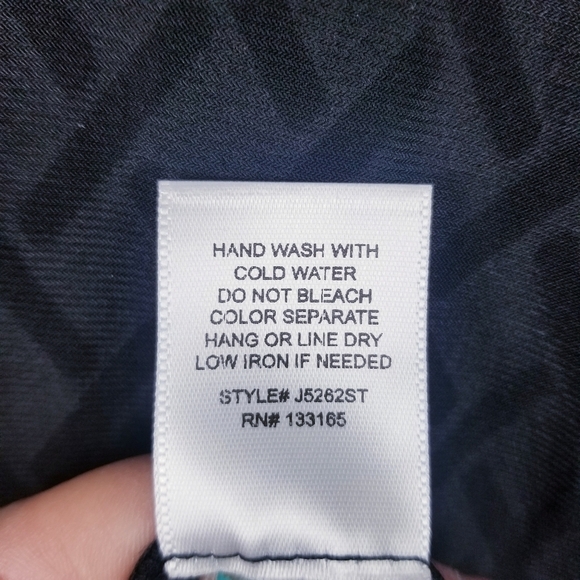 HAND WASH WITH
COLD WATER
DO NOT BLEACH
COLOR SEPARATE
HANG OR LINE DRY
LOW IRON IF NEEDED
STYLE# J5262ST
RN# 133165